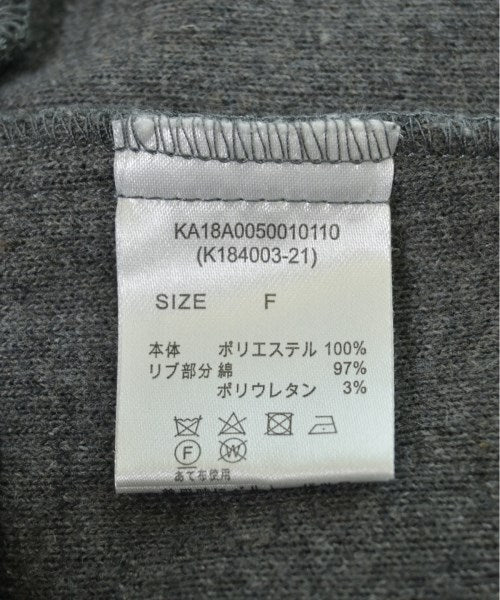 KA18A0050010110
(K184003-21)
SIZE F
本体 ポリエステル 100%
リブ部分 綿 97%
ポリウレタン 3%
F W
あて布使用